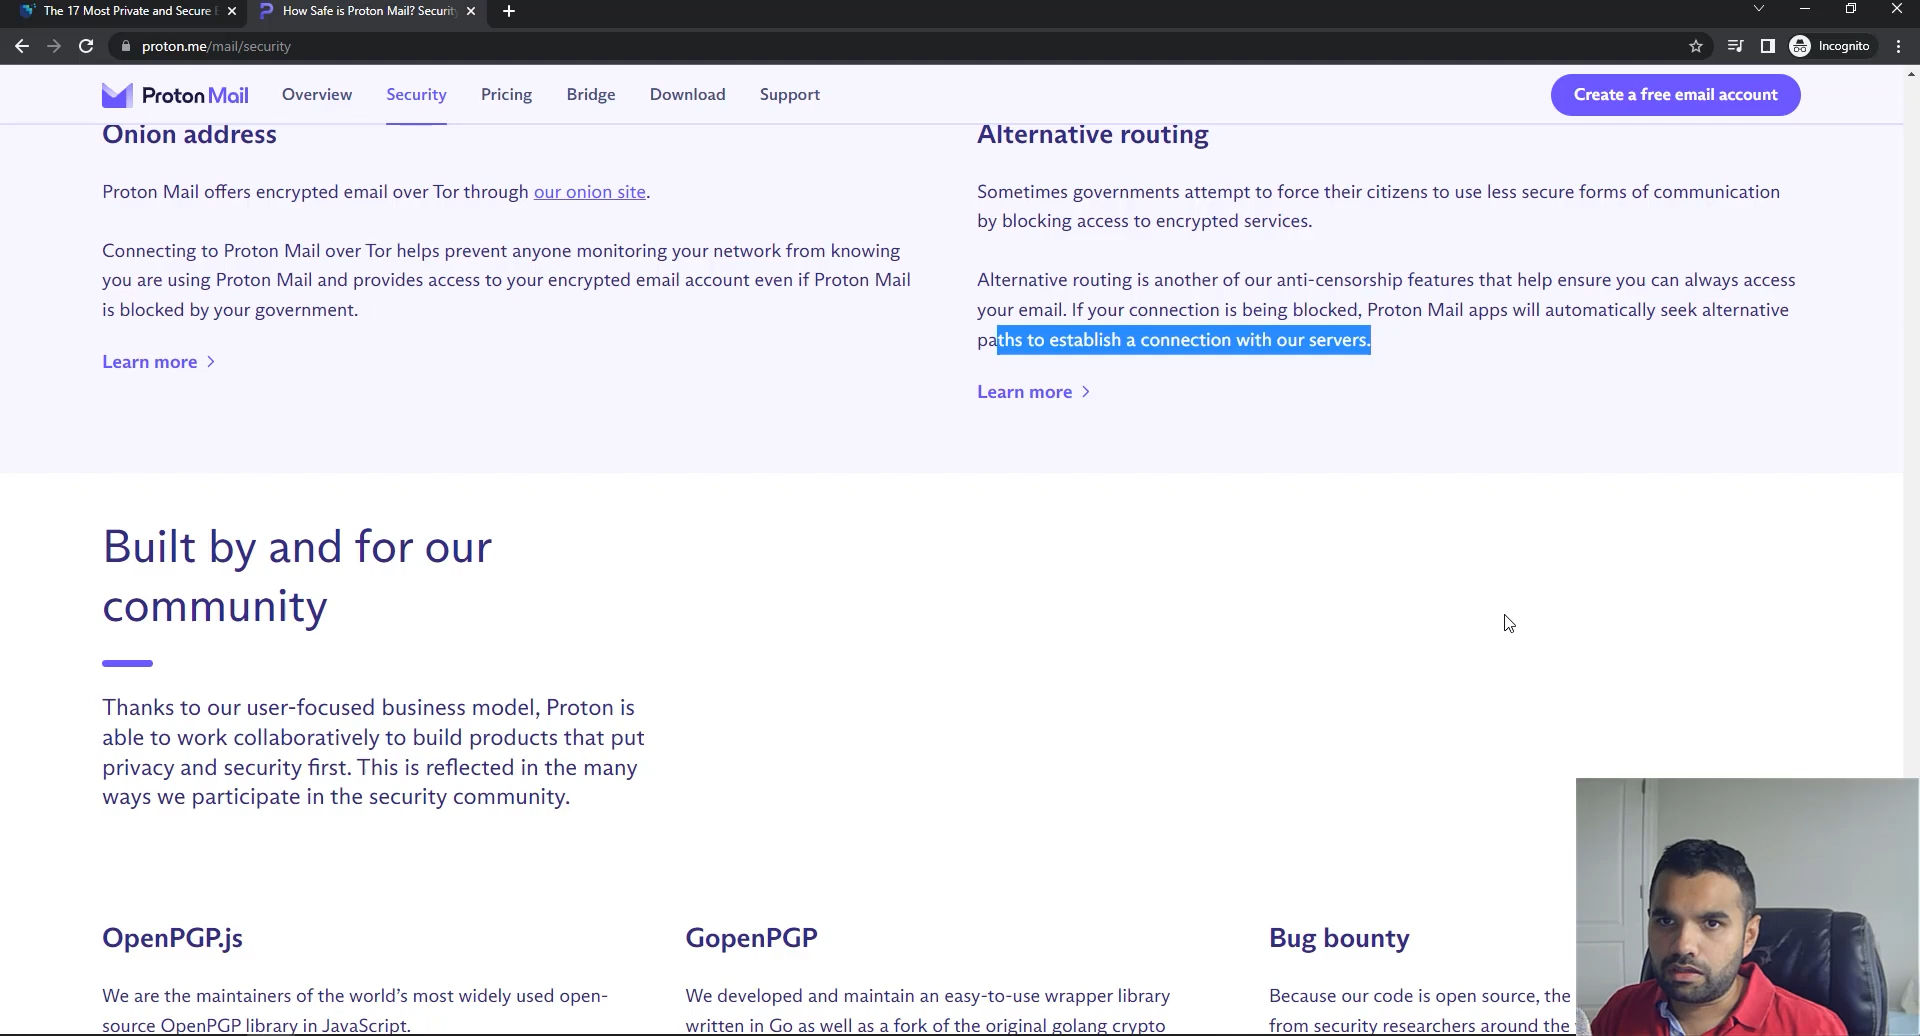 The 17 Most Private and Secure
How Safe is Proton Mail? Securit
proton.me/mail/security
Incognito
Proton Mail
Overview
Security
Pricing
Bridge
Download
Support
Create a free email account
Onion address
Proton Mail offers encrypted email over Tor through our onion site.
Connecting to Proton Mail over Tor helps prevent anyone monitoring your network from knowing
you are using Proton Mail and provides access to your encrypted email account even if Proton Mail
is blocked by your government.
Learn more
Alternative routing
Sometimes governments attempt to force their citizens to use less secure forms of communication
by blocking access to encrypted services.
Alternative routing is another of our anti-censorship features that help ensure you can always access
your email. If your connection is being blocked, Proton Mail apps will automatically seek alternative
paths to establish a connection with our servers.
Learn more
Built by and for our
community
Thanks to our user-focused business model, Proton is
able to work collaboratively to build products that put
privacy and security first. This is reflected in the many
ways we participate in the security community.
OpenPGP.js
We are the maintainers of the world’s most widely used open-
source OpenPGP library in JavaScript.
GopenPGP
We developed and maintain an easy-to-use wrapper library
written in Go as well as a fork of the original golang crypto
Bug bounty
Because our code is open source, the
from security researchers around the